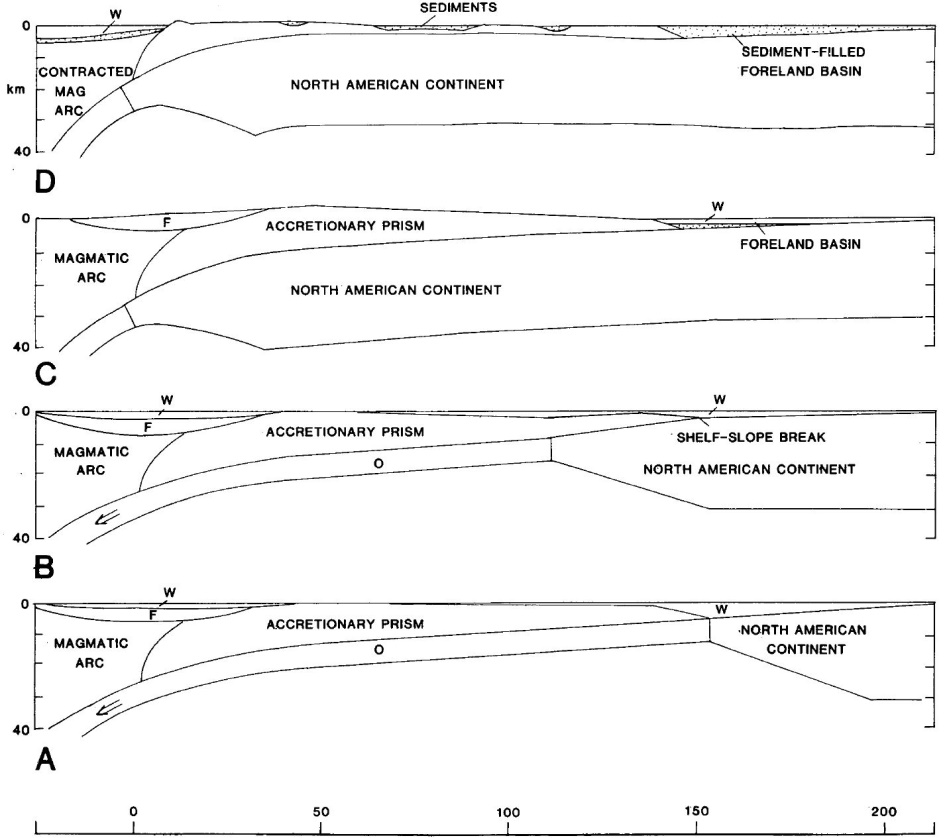 SEDIMENTS
W
0
CONTRACTED
MAG
ARC
km
NORTH AMERICAN CONTINENT
SEDIMENT-FILLED
FORELAND BASIN
40
D
0
F
ACCRETIONARY PRISM
W
FORELAND BASIN
MAGMATIC
ARC
NORTH AMERICAN CONTINENT
40
C
W
0
F
ACCRETIONARY PRISM
W
SHELF-SLOPE BREAK
MAGMATIC
ARC
O
NORTH AMERICAN CONTINENT
40
B
W
0
F
ACCRETIONARY PRISM
W
MAGMATIC
ARC
O
NORTH AMERICAN
CONTINENT
40
A
0 50 100 150 200